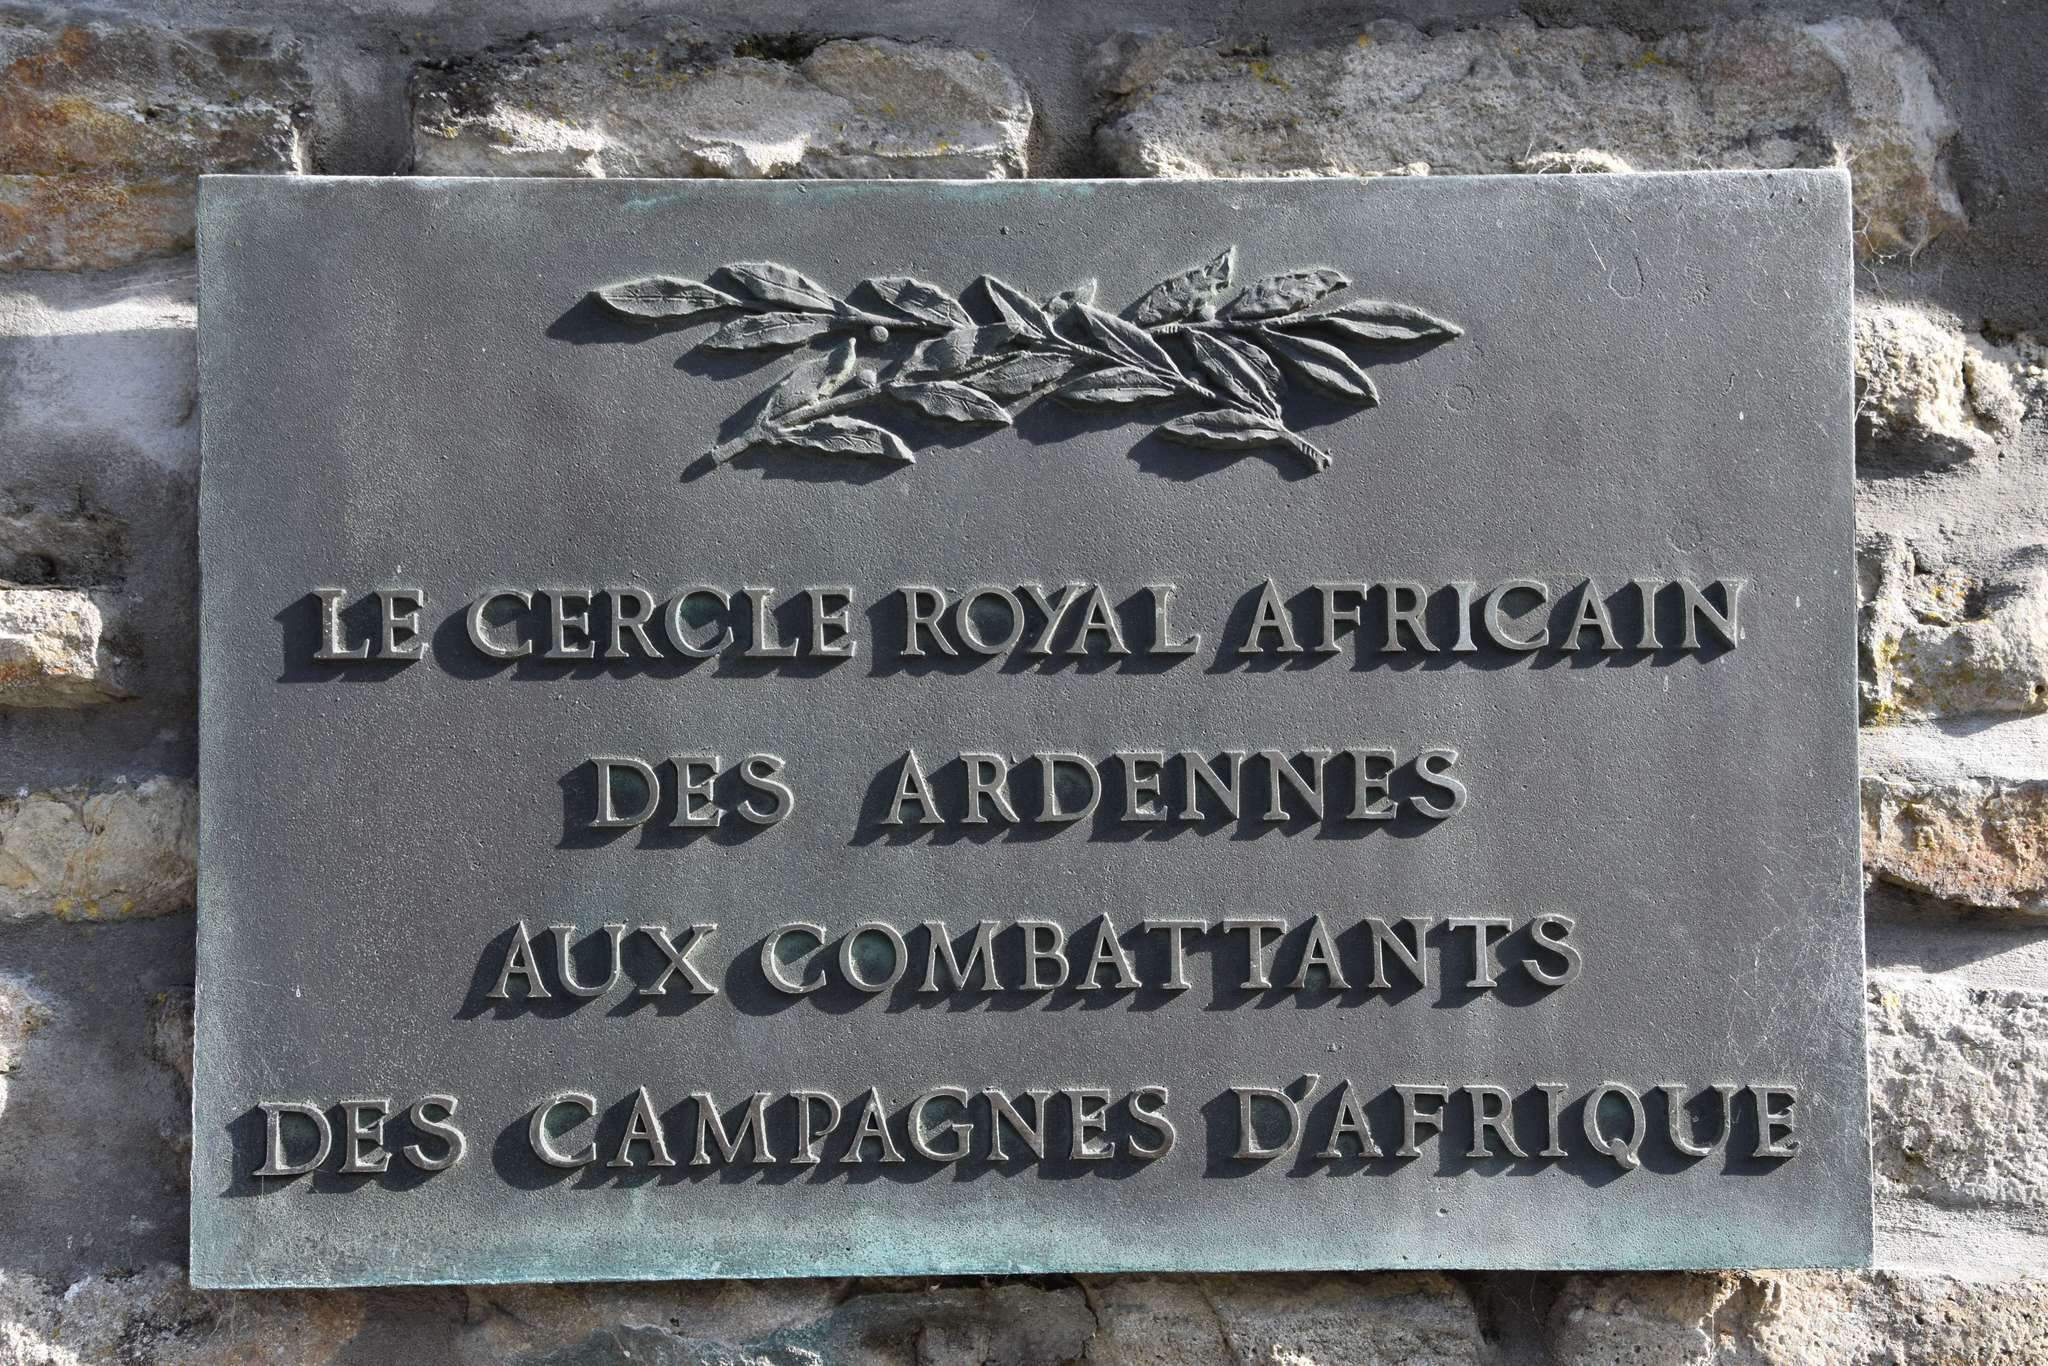 LE CERCLE ROYAL AFRICAIN
DES ARDENNES
AUX COMBATTANTS
DES CAMPAGNES D'AFRIQUE